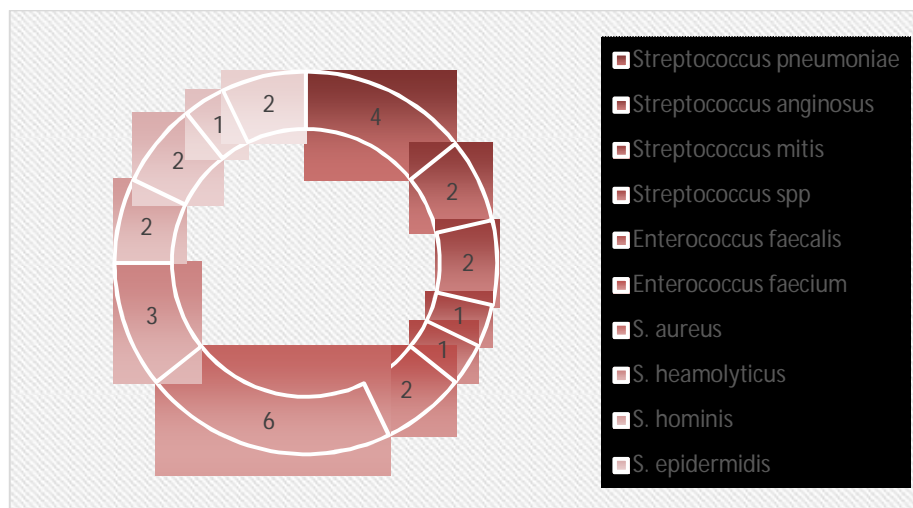 2
4
1
2
2
2
2
3
1
1
2
6
Streptococcus pneumoniae
Streptococcus anginosus
Streptococcus mitis
Streptococcus spp
Enterococcus faecalis
Enterococcus faecium
S. aureus
S. heamolyticus
S. hominis
S. epidermidis